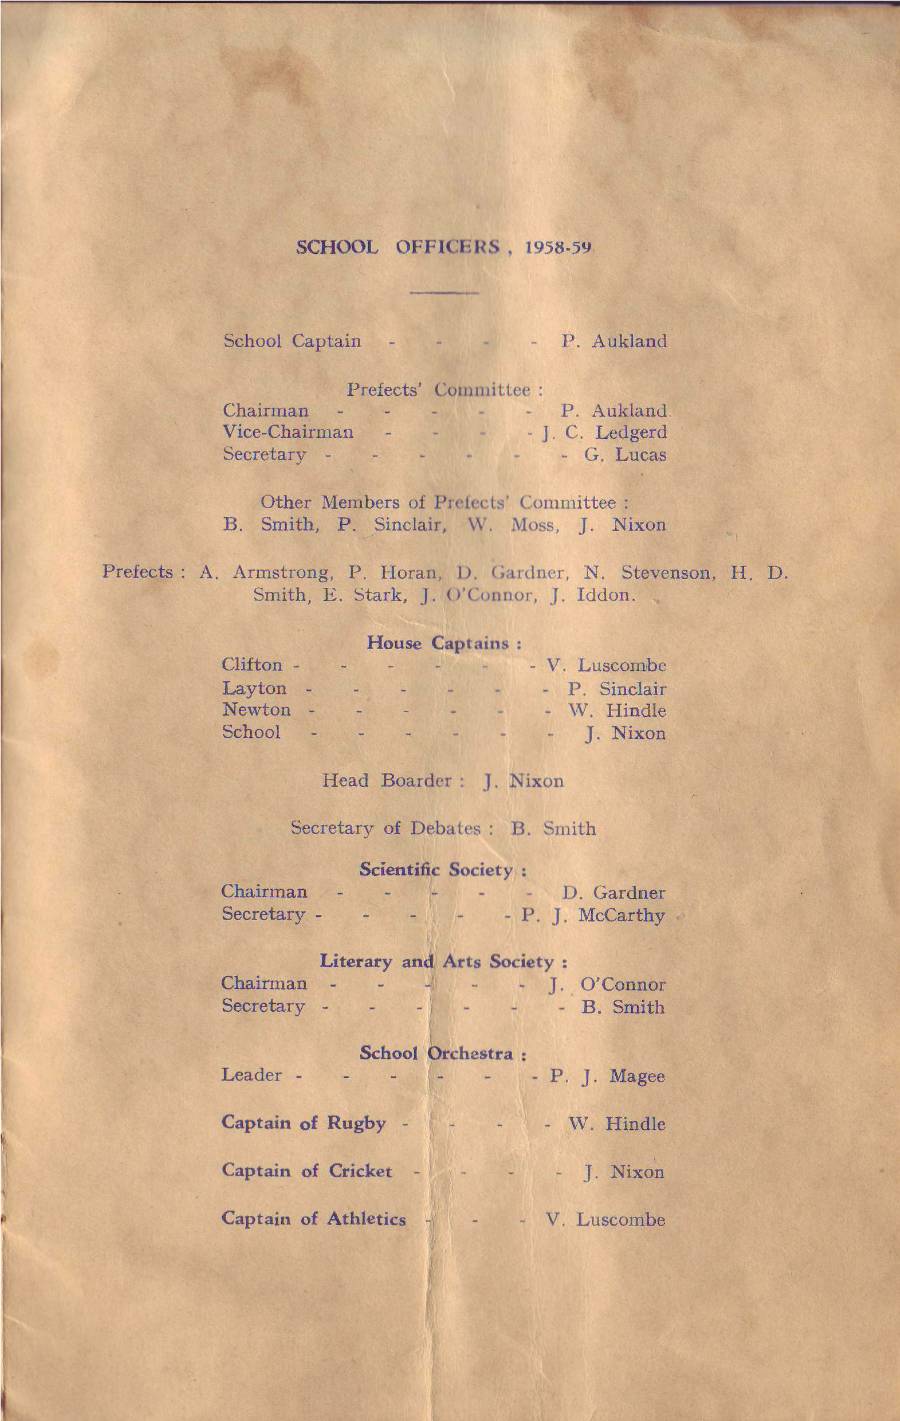 SCHOOL OFFICERS, 1958-59
School Captain - - - - P. Aukland
Prefects' Committee :
Chairman - - - - - P. Aukland
Vice-Chairman - - - - J. C. Ledgerd
Secretary - - - - - - G. Lucas
Other Members of Prefects' Committee :
B. Smith, P. Sinclair, W. Moss, J. Nixon
Prefects : A. Armstrong, P. Horan, D. Gardner, N. Stevenson, H. D.
Smith, E. Stark, J. O'Connor, J. Iddon.
House Captains :
Clifton - - - - - - V. Luscombe
Layton - - - - - - P. Sinclair
Newton - - - - - - W. Hindle
School - - - - - - J. Nixon
Head Boarder : J. Nixon
Secretary of Debates : B. Smith
Scientific Society :
Chairman - - - - - D. Gardner
Secretary - - - - - P. J. McCarthy
Literary and Arts Society :
Chairman - - - - - J. O'Connor
Secretary - - - - - - B. Smith
School Orchestra :
Leader - - - - - - P. J. Magee
Captain of Rugby - - - - W. Hindle
Captain of Cricket - - - - J. Nixon
Captain of Athletics - - - V. Luscombe